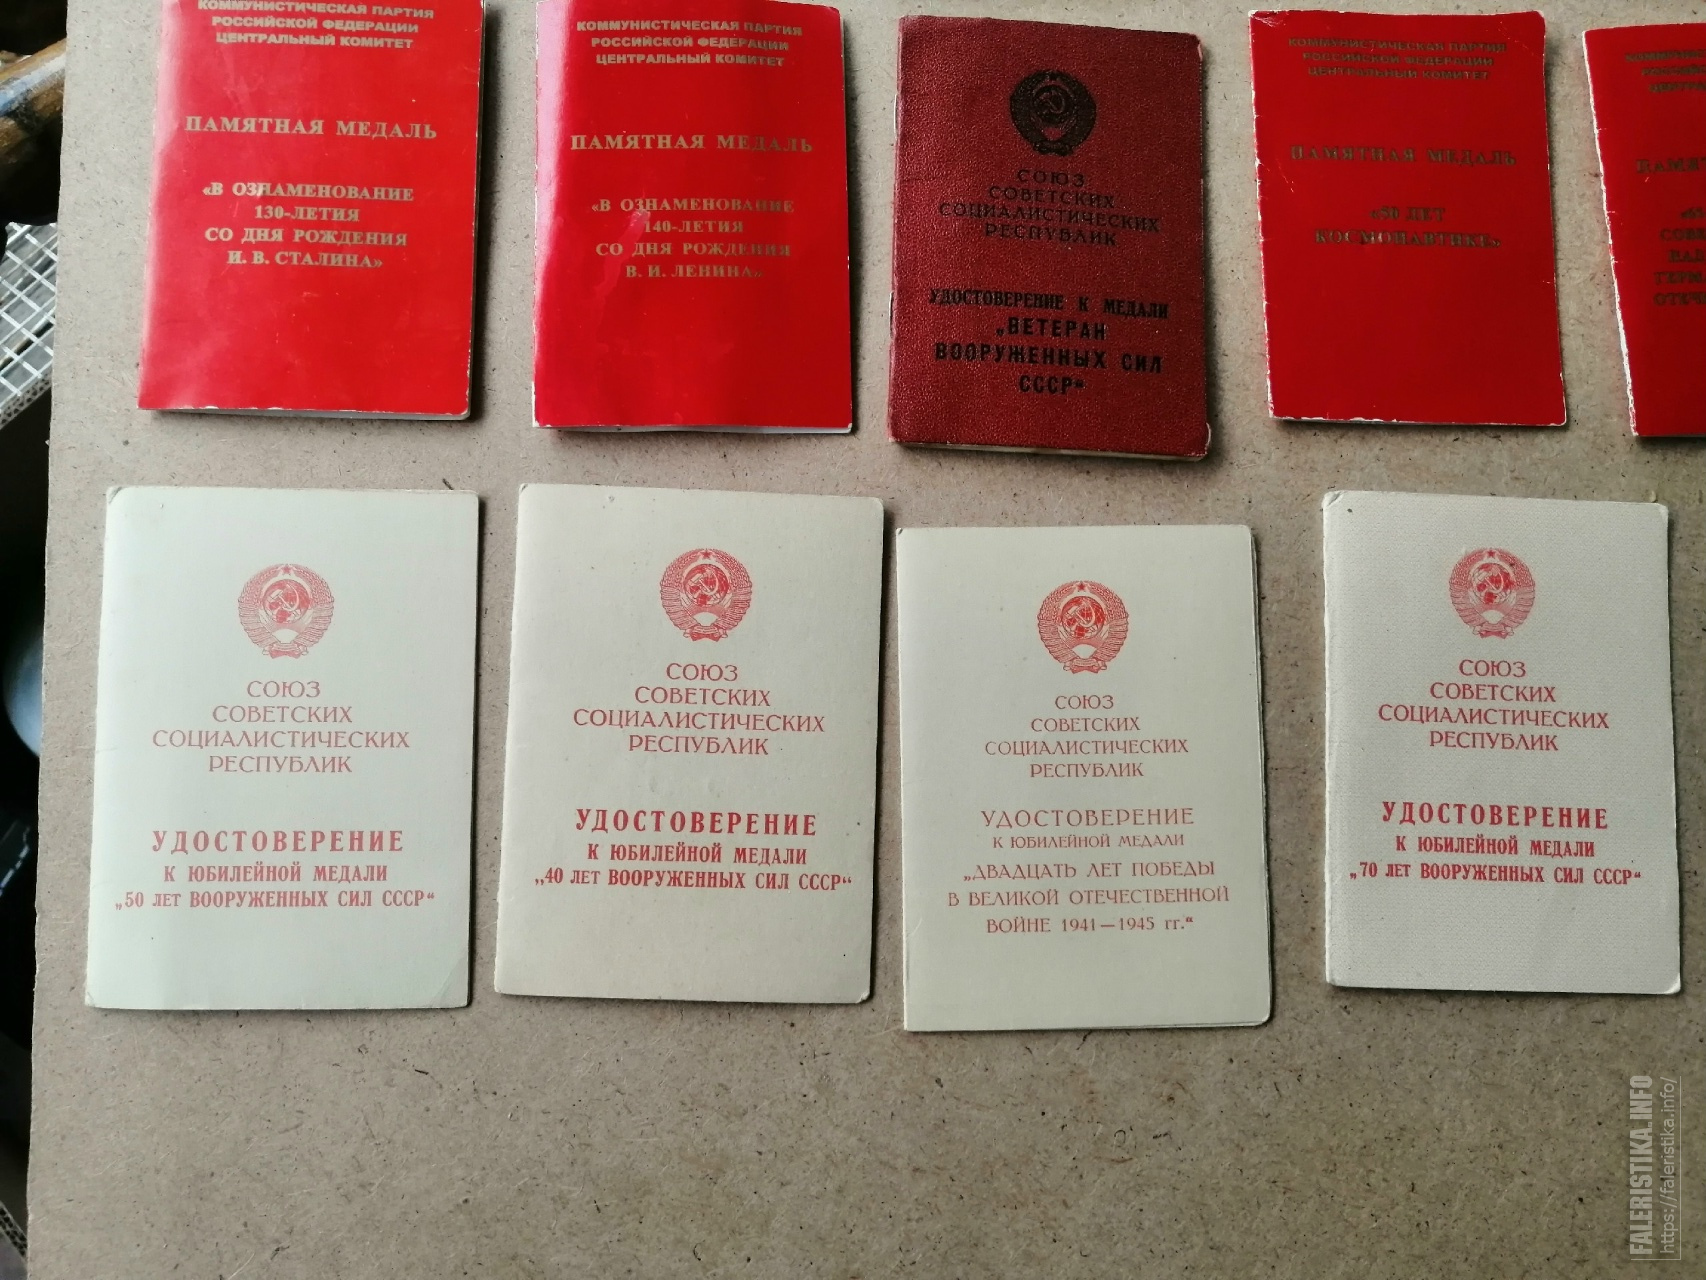 КОММУНИСТИЧЕСКАЯ ПАРТИЯ
РОССИЙСКОЙ ФЕДЕРАЦИИ
ЦЕНТРАЛЬНЫЙ КОМИТЕТ
ПАМЯТНАЯ МЕДАЛЬ
«В ОЗНАМЕНОВАНИЕ
130-ЛЕТИЯ
СО ДНЯ РОЖДЕНИЯ
И. В. СТАЛИНА»
КОММУНИСТИЧЕСКАЯ ПАРТИЯ
РОССИЙСКОЙ ФЕДЕРАЦИИ
ЦЕНТРАЛЬНЫЙ КОМИТЕТ
ПАМЯТНАЯ МЕДАЛЬ
«В ОЗНАМЕНОВАНИЕ
140-ЛЕТИЯ
СО ДНЯ РОЖДЕНИЯ
В. И. ЛЕНИНА»
СОЮЗ
СОВЕТСКИХ
СОЦИАЛИСТИЧЕСКИХ
РЕСПУБЛИК
УДОСТОВЕРЕНИЕ К МЕДАЛИ
„ВЕТЕРАН
ВООРУЖЕННЫХ СИЛ
СССР“
КОММУНИСТИЧЕСКАЯ ПАРТИЯ
РОССИЙСКОЙ ФЕДЕРАЦИИ
ЦЕНТРАЛЬНЫЙ КОМИТЕТ
ПАМЯТНАЯ МЕДАЛЬ
«50 ЛЕТ
КОСМОНАВТИКЕ»
СОЮЗ
СОВЕТСКИХ
СОЦИАЛИСТИЧЕСКИХ
РЕСПУБЛИК
УДОСТОВЕРЕНИЕ
К ЮБИЛЕЙНОЙ МЕДАЛИ
„50 ЛЕТ ВООРУЖЕННЫХ СИЛ СССР“
СОЮЗ
СОВЕТСКИХ
СОЦИАЛИСТИЧЕСКИХ
РЕСПУБЛИК
УДОСТОВЕРЕНИЕ
К ЮБИЛЕЙНОЙ МЕДАЛИ
„40 ЛЕТ ВООРУЖЕННЫХ СИЛ СССР“
СОЮЗ
СОВЕТСКИХ
СОЦИАЛИСТИЧЕСКИХ
РЕСПУБЛИК
УДОСТОВЕРЕНИЕ
К ЮБИЛЕЙНОЙ МЕДАЛИ
„ДВАДЦАТЬ ЛЕТ ПОБЕДЫ
В ВЕЛИКОЙ ОТЕЧЕСТВЕННОЙ
ВОЙНЕ 1941—1945 гг.“
СОЮЗ
СОВЕТСКИХ
СОЦИАЛИСТИЧЕСКИХ
РЕСПУБЛИК
УДОСТОВЕРЕНИЕ
К ЮБИЛЕЙНОЙ МЕДАЛИ
„70 ЛЕТ ВООРУЖЕННЫХ СИЛ СССР“
FALERISTIKA.INFO
https://faleristika.info/